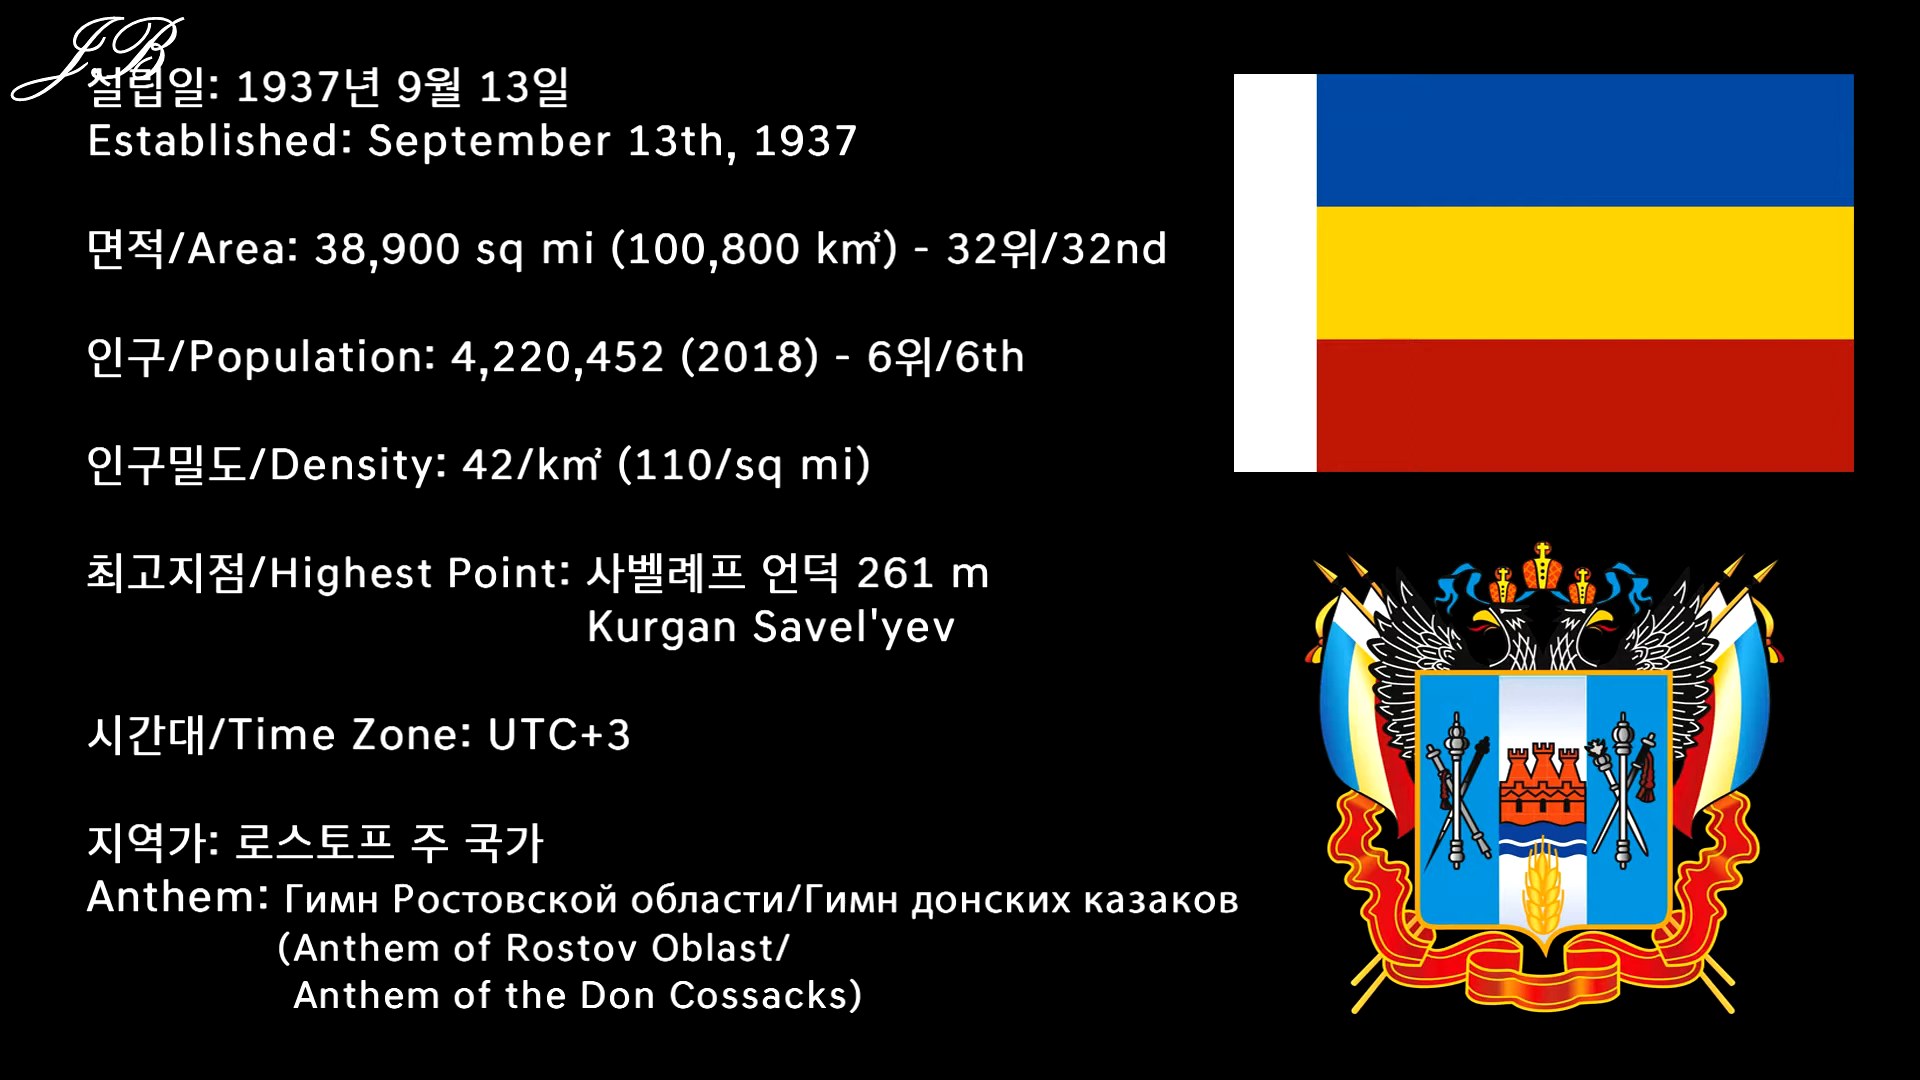 JB
설립일: 1937년 9월 13일
Established: September 13th, 1937
면적/Area: 38,900 sq mi (100,800 ㎢) - 32위/32nd
인구/Population: 4,220,452 (2018) - 6위/6th
인구밀도/Density: 42/㎢ (110/sq mi)
최고지점/Highest Point: 사벨례프 언덕 261 m
Kurgan Savel'yev
시간대/Time Zone: UTC+3
지역가: 로스토프 주 국가
Anthem: Гимн Ростовской области/Гимн донских казаков
(Anthem of Rostov Oblast/
Anthem of the Don Cossacks)